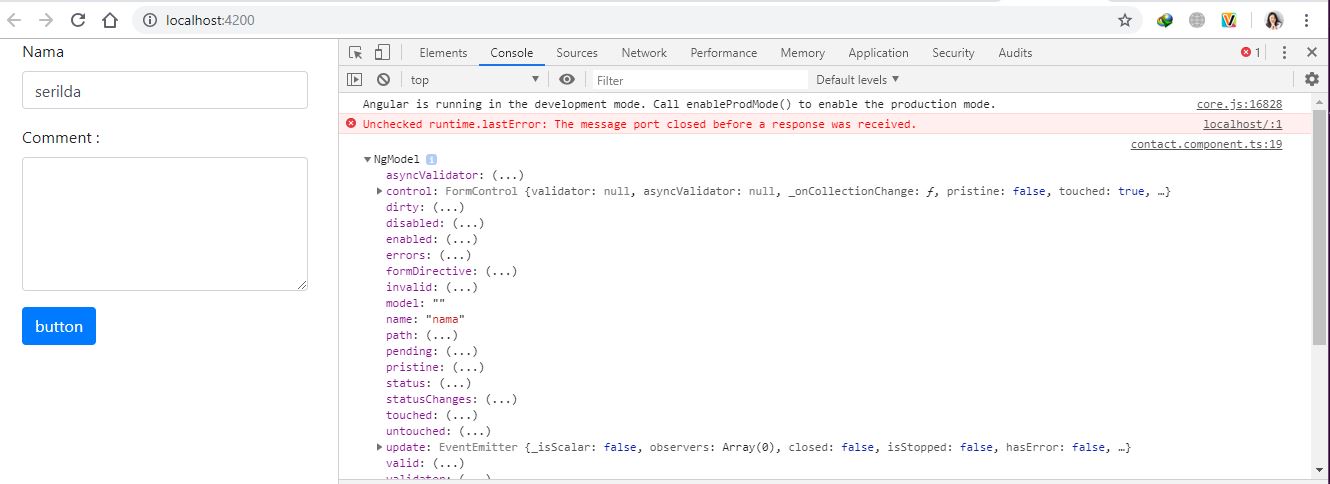 localhost:4200
Nama
serilda
Comment :
button
Elements Console Sources Network Performance Memory Application Security Audits 1
top Filter Default levels
Angular is running in the development mode. Call enableProdMode() to enable the production mode. core.js:16828
Unchecked runtime.lastError: The message port closed before a response was received. localhost/:1
contact.component.ts:19
NgModel i
asyncValidator: (...)
control: FormControl {validator: null, asyncValidator: null, _onCollectionChange: ƒ, pristine: false, touched: true, …}
dirty: (...)
disabled: (...)
enabled: (...)
errors: (...)
formDirective: (...)
invalid: (...)
model: ""
name: "nama"
path: (...)
pending: (...)
pristine: (...)
status: (...)
statusChanges: (...)
touched: (...)
untouched: (...)
update: EventEmitter {_isScalar: false, observers: Array(0), closed: false, isStopped: false, hasError: false, …}
valid: (...)
validator: (...)